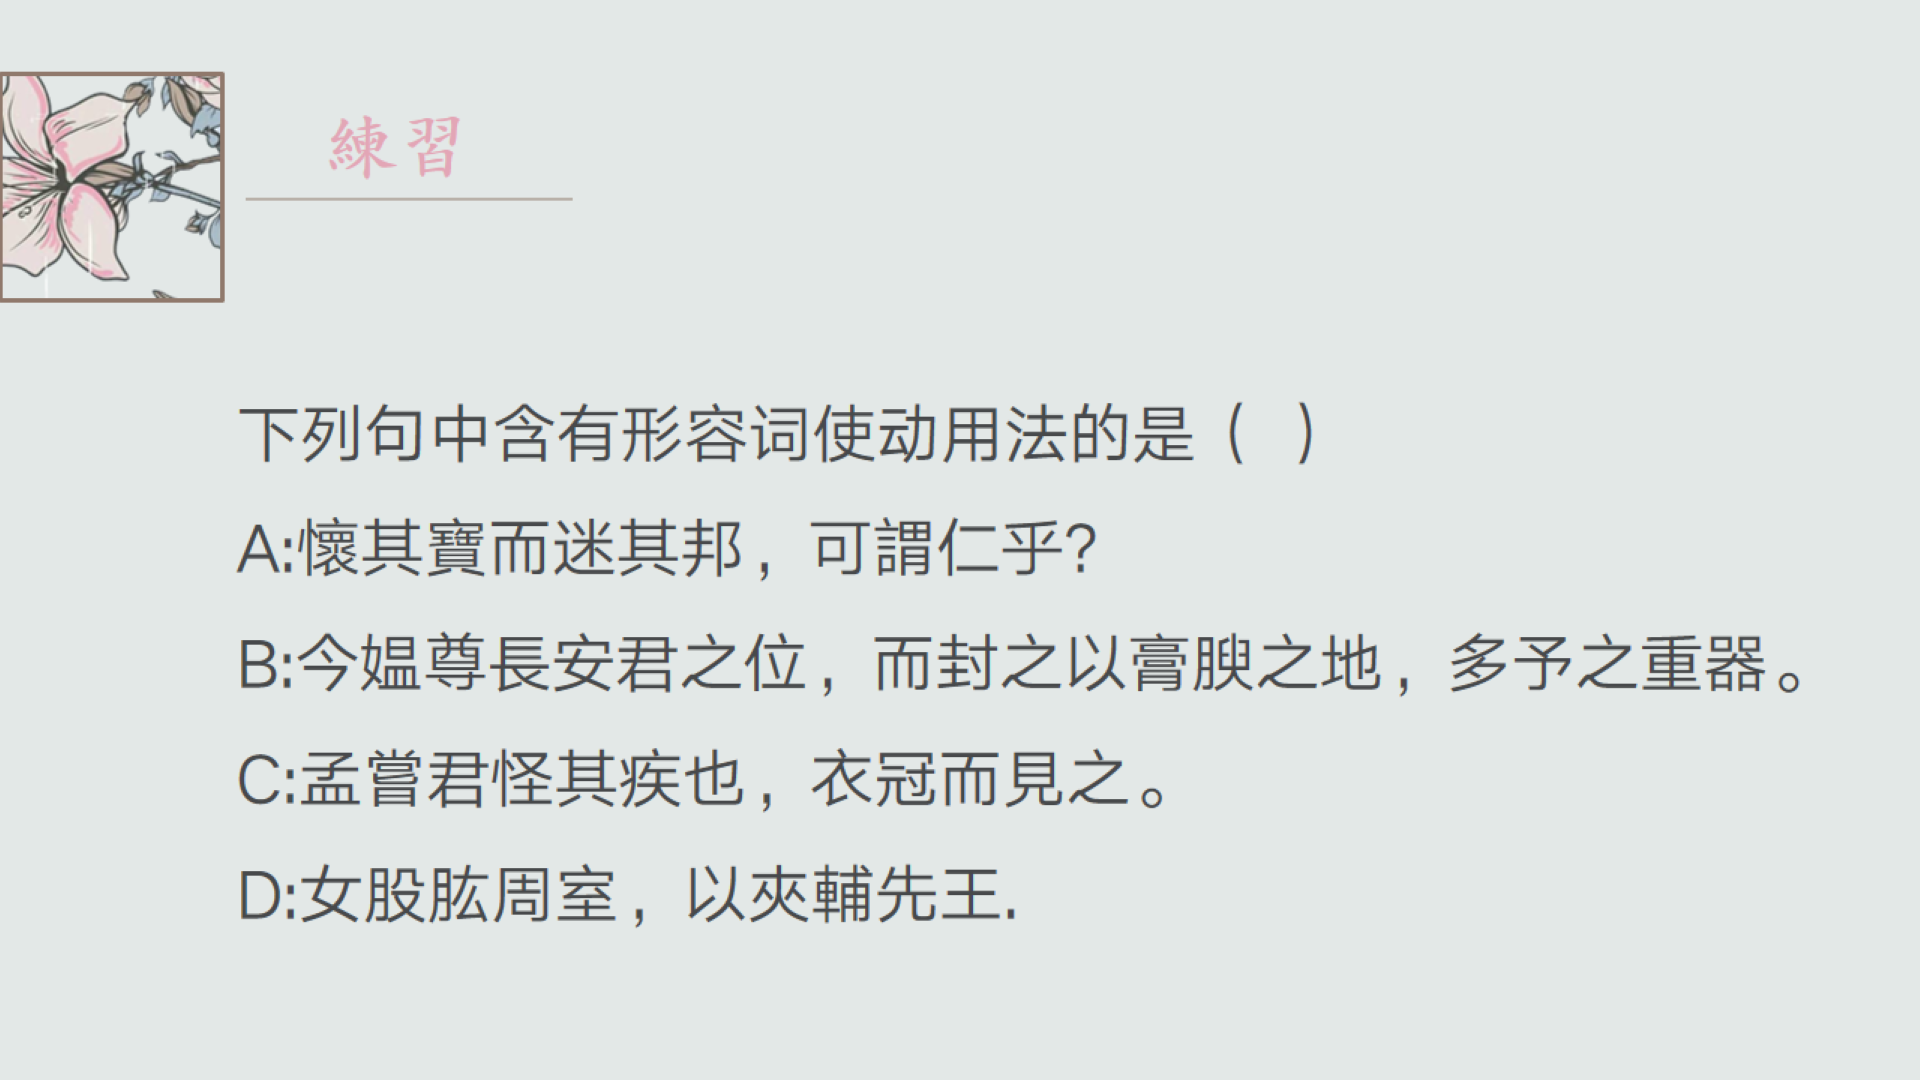 練習
下列句中含有形容词使动用法的是（ ）
A:懷其寶而迷其邦，可謂仁乎?
B:今媪尊長安君之位，而封之以膏腴之地，多予之重器。
C:孟嘗君怪其疾也，衣冠而見之。
D:女股肱周室，以夾輔先王.